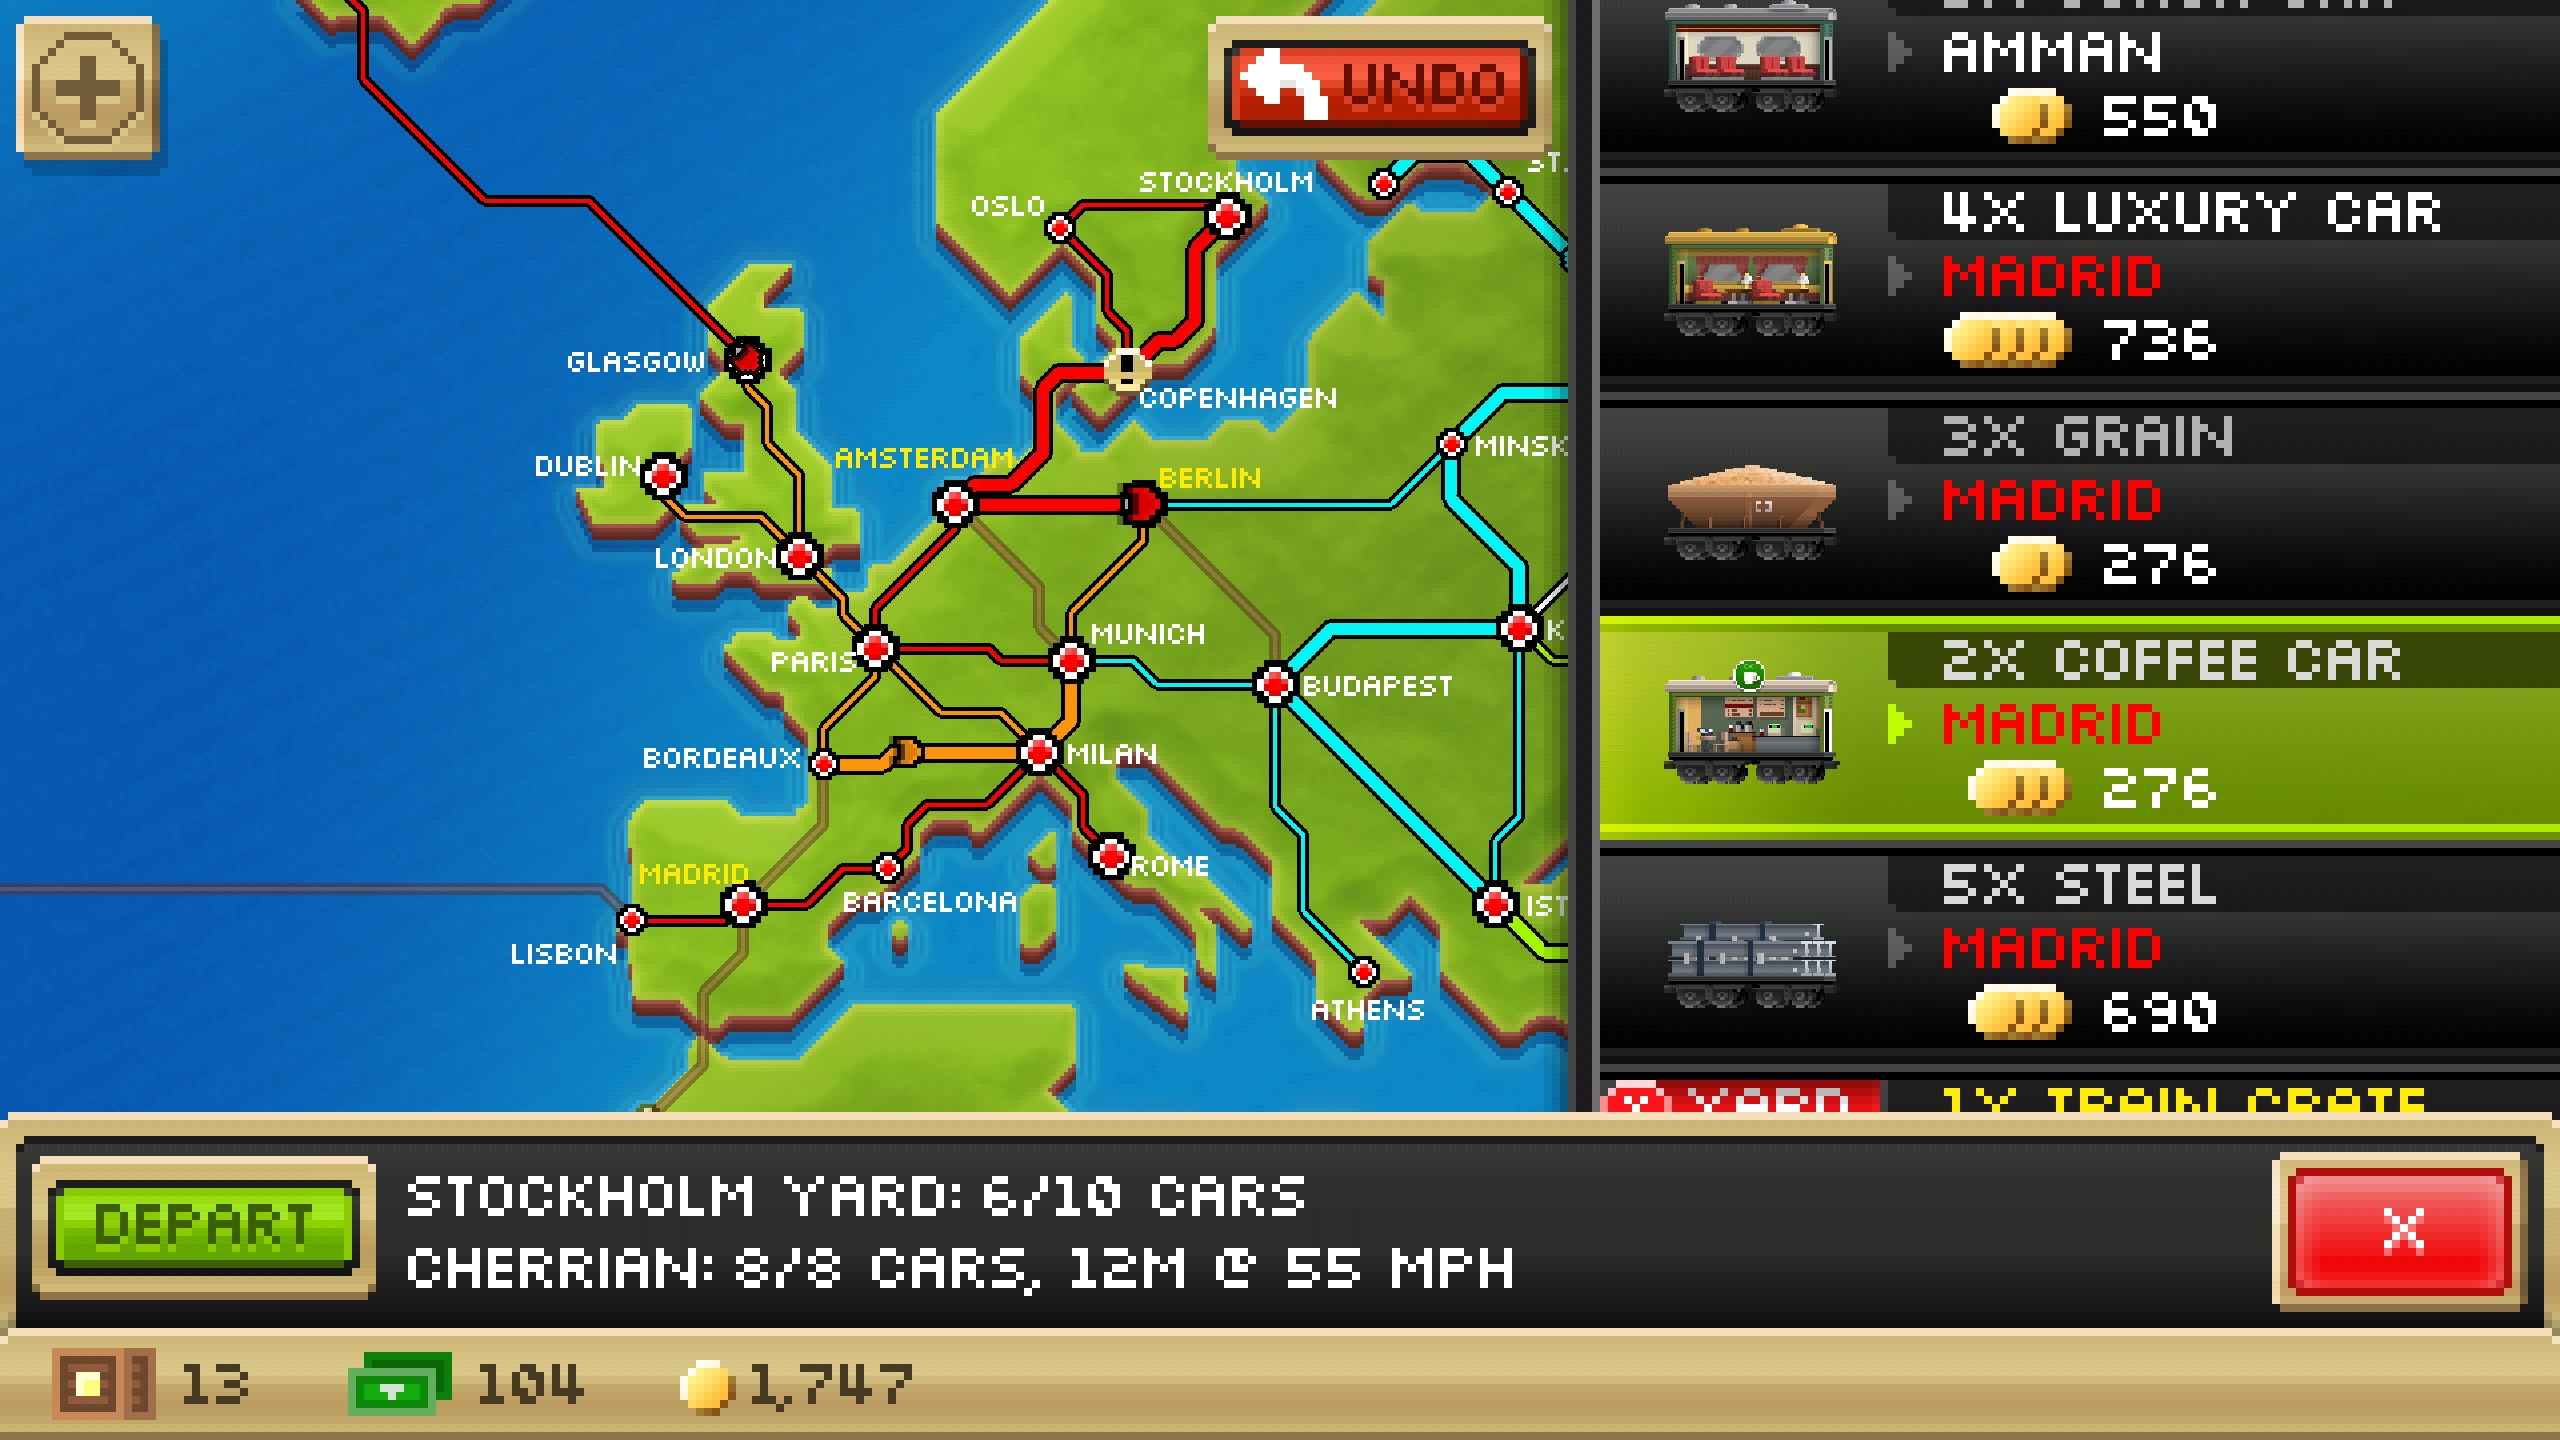 UNDO
STOCKHOLM
OSLO
GLASGOW
COPENHAGEN
DUBLIN
AMSTERDAM
BERLIN
MINSK
LONDON
PARIS
MUNICH
BUDAPEST
BORDEAUX
MILAN
MADRID
BARCELONA
ROME
LISBON
ATHENS
ST.
K
IST
AMMAN
550
4X LUXURY CAR
MADRID
736
3X GRAIN
MADRID
276
2X COFFEE CAR
MADRID
276
5X STEEL
MADRID
690
YARD
1X TRAIN CRATE
DEPART
STOCKHOLM YARD: 6/10 CARS
CHERRIAN: 8/8 CARS, 12M @ 55 MPH
X
13
104
1,747